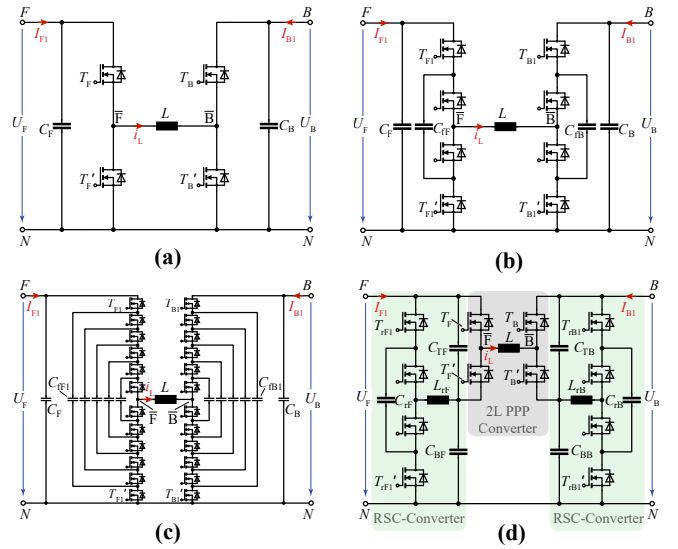 F B
I_F1 I_B1
T_F T_B
U_F C_F F̅ L B̅ C_B U_B
i_L
T_F' T_B'
N N
(a)
F B
I_F1 I_B1
T_F1 T_B1
U_F C_F C_fF F̅ L B̅ C_fB C_B U_B
i_L
T_F1' T_B1'
N N
(b)
F B
I_F1 T_F1 T_B1 I_B1
C_fF1 i_L L C_fB1
U_F C_F F̅ B̅ C_B U_B
T_F1' T_B1'
N N
(c)
F B
I_F1 I_B1
T_rF1 T_F T_B T_rB1
C_TF F̅ L B̅ C_TB
i_L
T_F' T_B'
U_F C_rF L_rF L_rB C_rB U_B
2L PPP
Converter
C_BF C_BB
T_rF1' T_rB1'
N N
RSC-Converter RSC-Converter
(d)